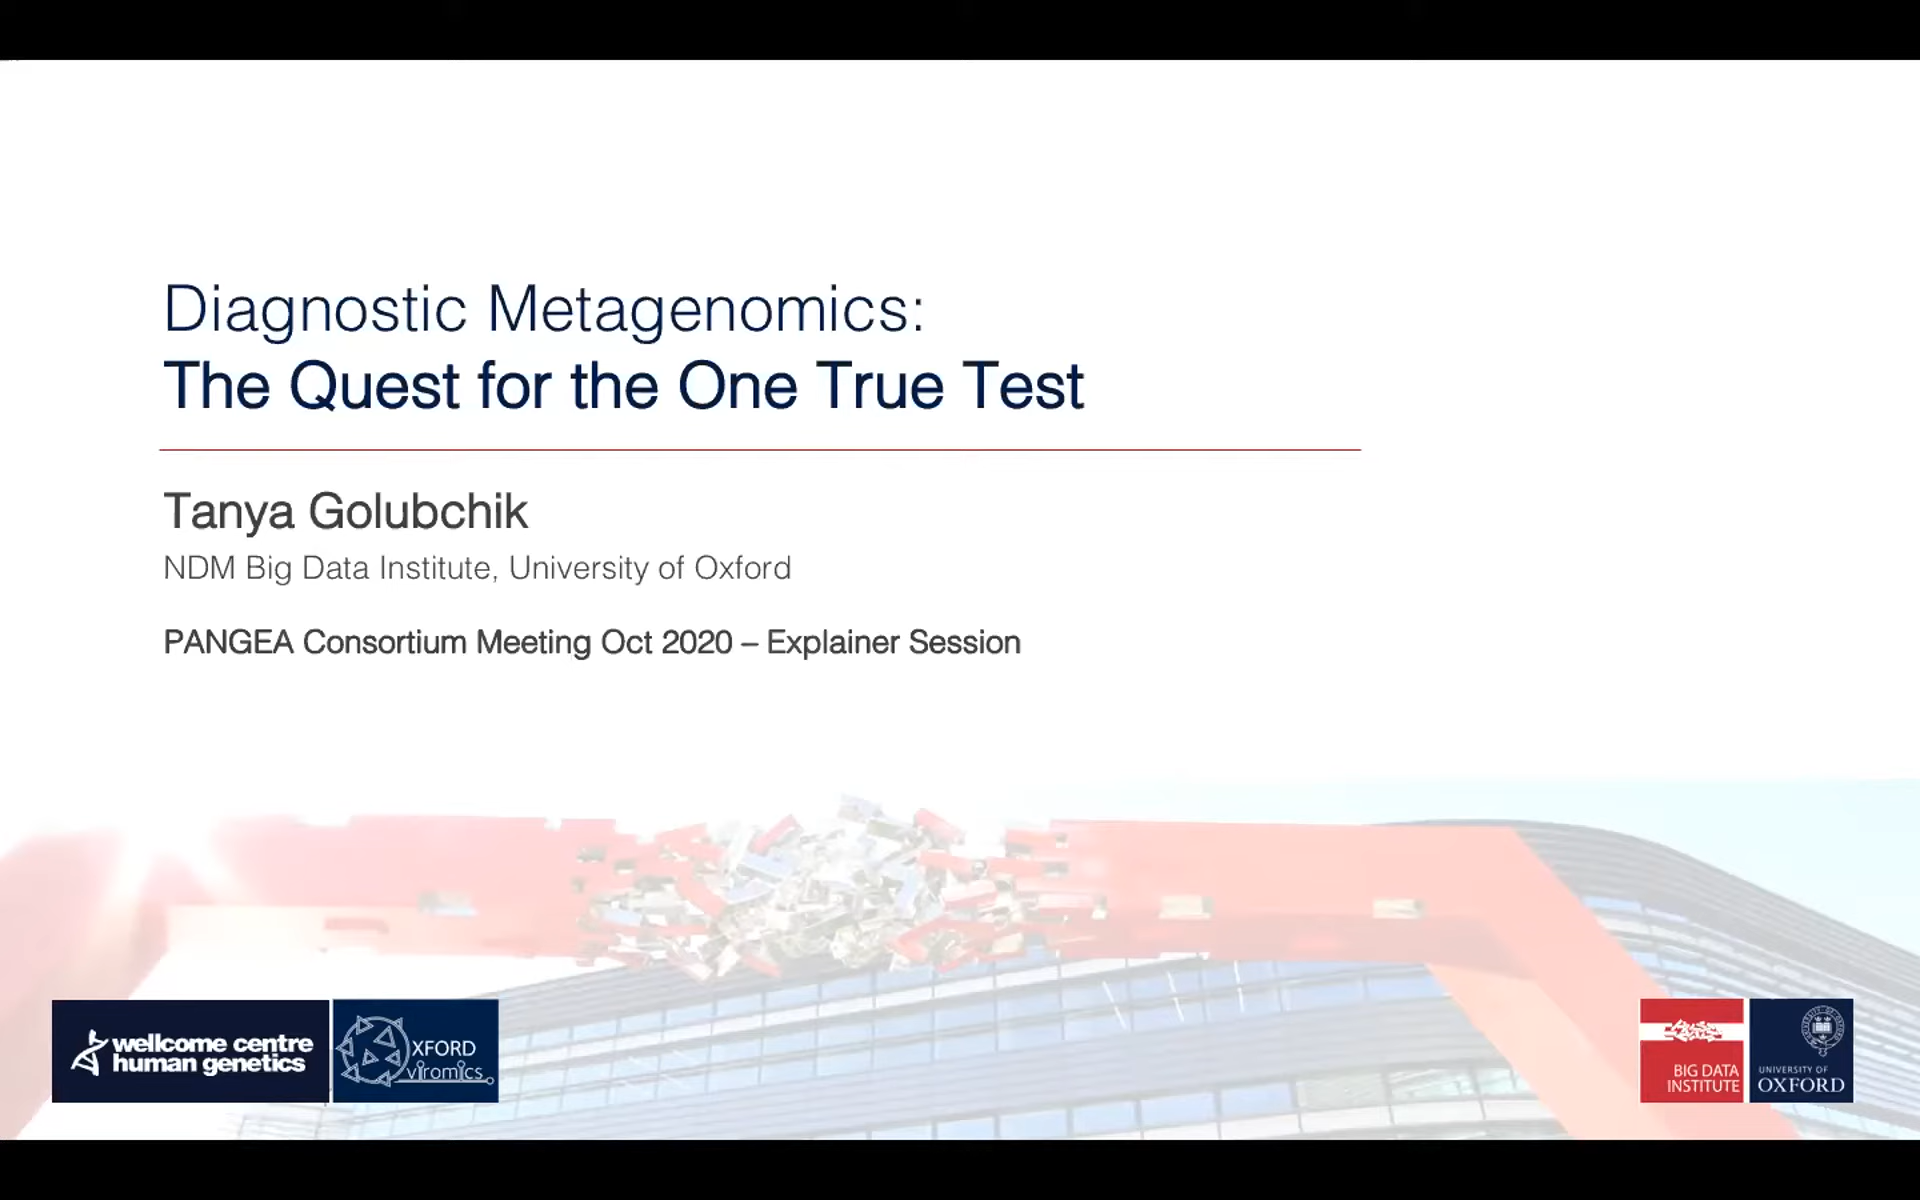 Diagnostic Metagenomics:
The Quest for the One True Test
Tanya Golubchik
NDM Big Data Institute, University of Oxford
PANGEA Consortium Meeting Oct 2020 – Explainer Session
wellcome centre
human genetics
OXFORD
viromics
BIG DATA
INSTITUTE
UNIVERSITY OF
OXFORD